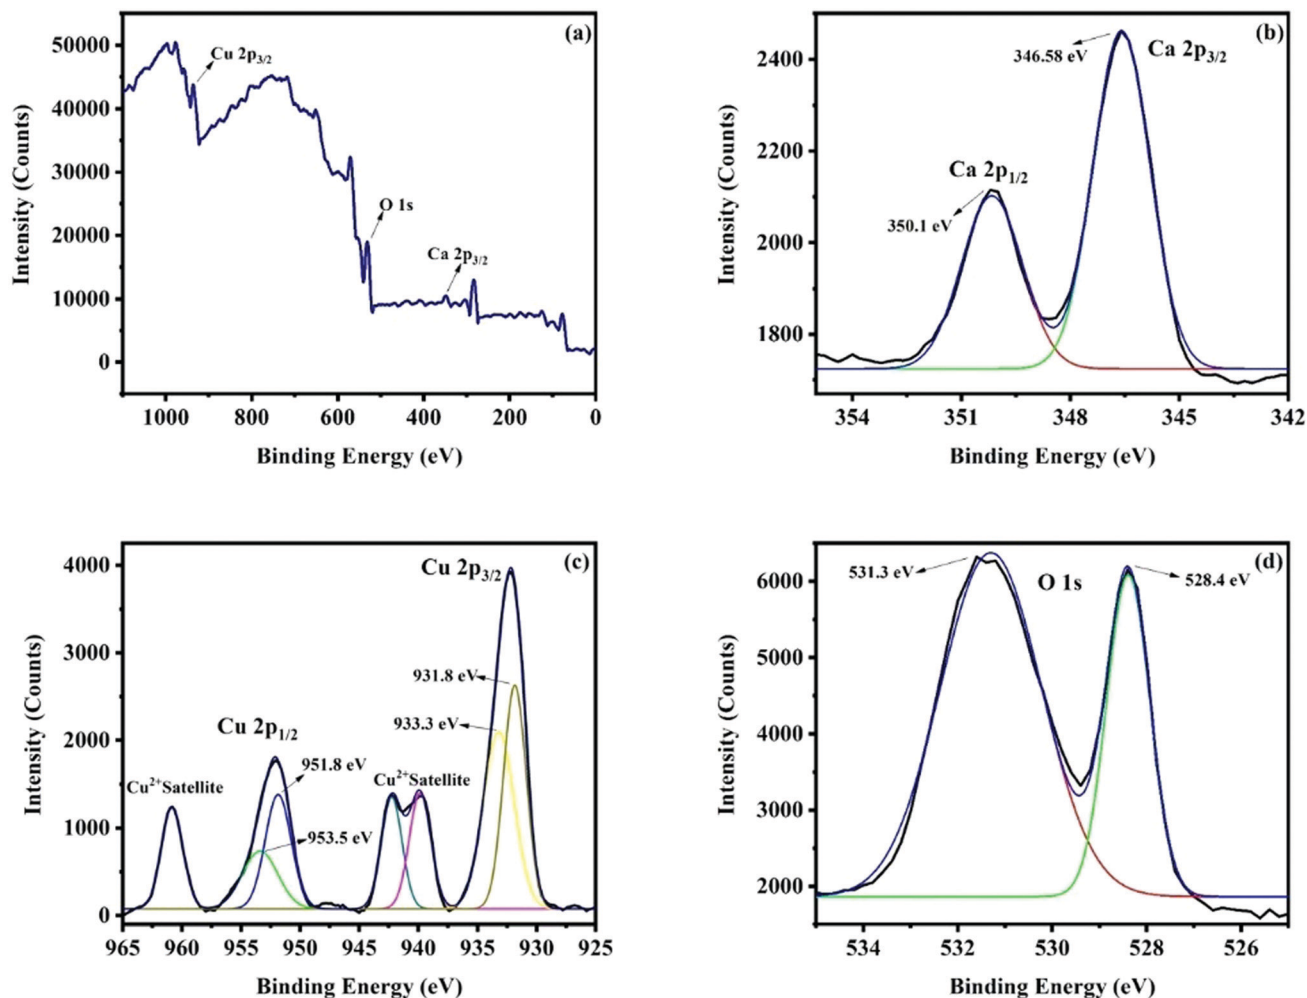 (a)
50000
40000
30000
20000
10000
0
Cu 2p3/2
O 1s
Ca 2p3/2
1000 800 600 400 200 0
Intensity (Counts)
Binding Energy (eV)
(b)
2400
2200
2000
1800
346.58 eV
Ca 2p3/2
Ca 2p1/2
350.1 eV
354 351 348 345 342
Intensity (Counts)
Binding Energy (eV)
(c)
4000
3000
2000
1000
0
Cu 2p3/2
931.8 eV
933.3 eV
Cu 2p1/2
951.8 eV
Cu2+Satellite
Cu2+Satellite
953.5 eV
965 960 955 950 945 940 935 930 925
Intensity (Counts)
Binding Energy (eV)
(d)
6000
5000
4000
3000
2000
531.3 eV
O 1s
528.4 eV
534 532 530 528 526
Intensity (Counts)
Binding Energy (eV)